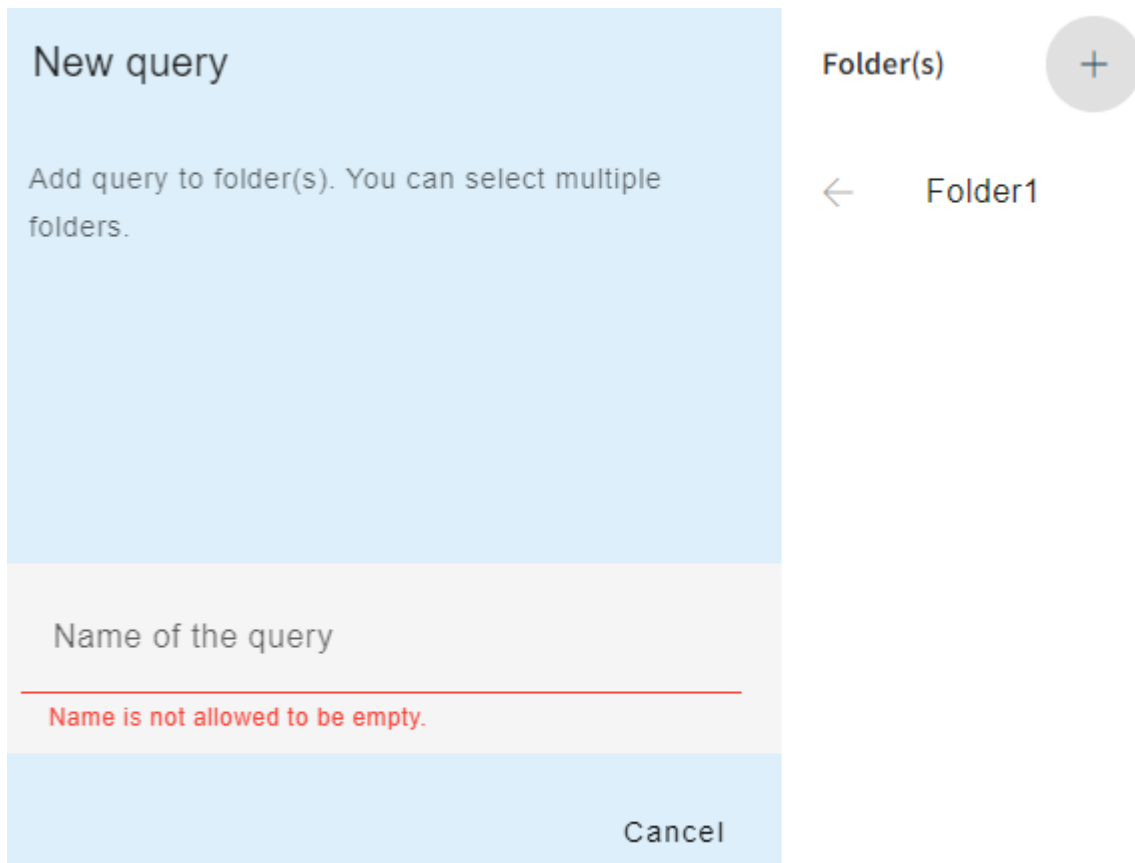 New query
Add query to folder(s). You can select multiple
folders.
Name of the query
Name is not allowed to be empty.
Cancel
Folder(s)
Folder1